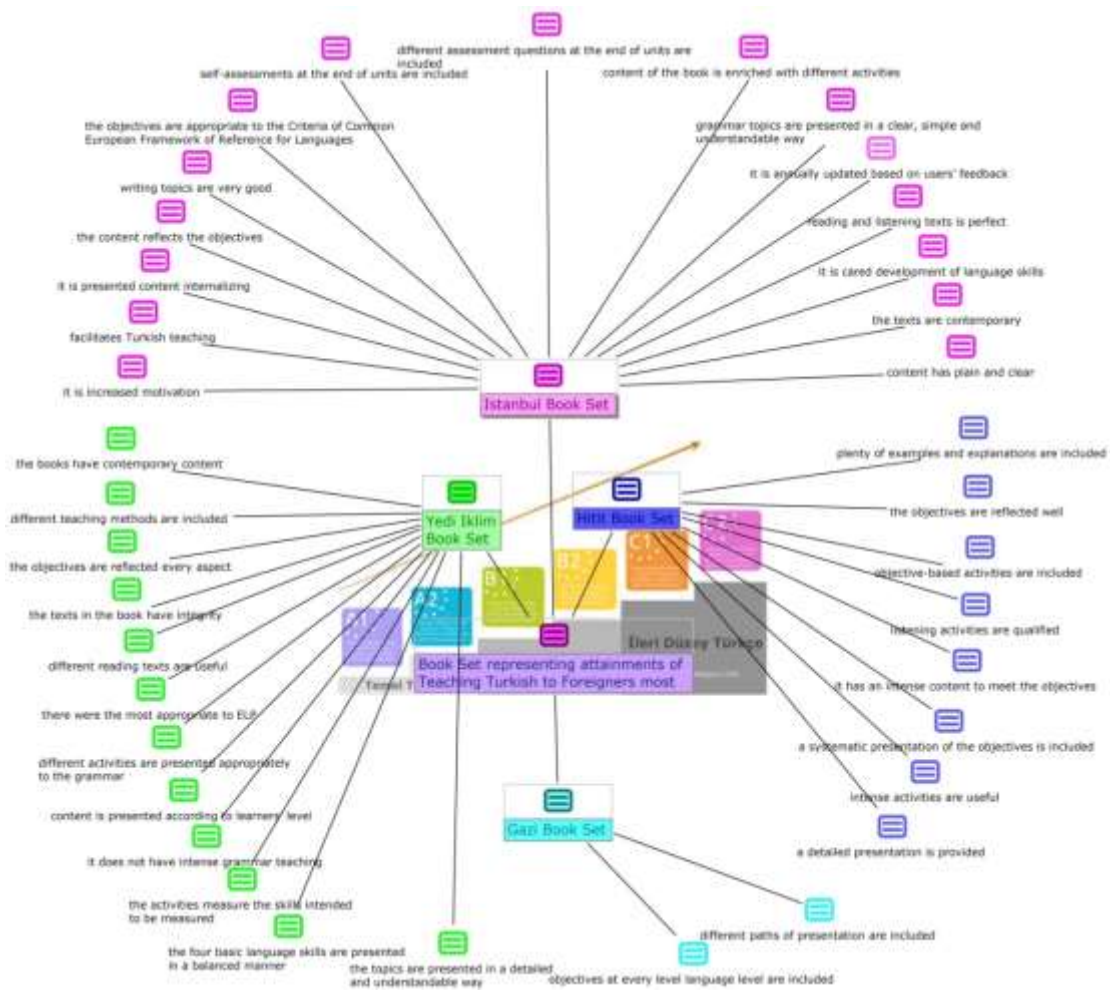 different assessment questions at the end of units are
included
self-assessments at the end of units are included
content of the book is enriched with different activities
the objectives are appropriate to the Criteria of Common
European Framework of Reference for Languages
grammar topics are presented in a clear, simple and
understandable way
writing topics are very good
it is annually updated based on users' feedback
the content reflects the objectives
reading and listening texts is perfect
it is presented content internalizing
it is cared development of language skills
facilitates Turkish teaching
the texts are contemporary
it is increased motivation
content has plain and clear
Istanbul Book Set
the books have contemporary content
plenty of examples and explanations are included
different teaching methods are included
the objectives are reflected well
Yedi Iklim
Book Set
Hitit Book Set
the objectives are reflected every aspect
objective-based activities are included
the texts in the book have integrity
listening activities are qualified
A1
A2
B
B2
C1
İleri Düzey Türkçe
Book Set representing attainments of
Teaching Turkish to Foreigners most
different reading texts are useful
it has an intense content to meet the objectives
there were the most appropriate to ELP
a systematic presentation of the objectives is included
different activities are presented appropriately
to the grammar
intense activities are useful
content is presented according to learners' level
Gazi Book Set
a detailed presentation is provided
it does not have intense grammar teaching
the activities measure the skills intended
to be measured
different paths of presentation are included
the four basic language skills are presented
in a balanced manner
the topics are presented in a detailed
and understandable way
objectives at every level language level are included